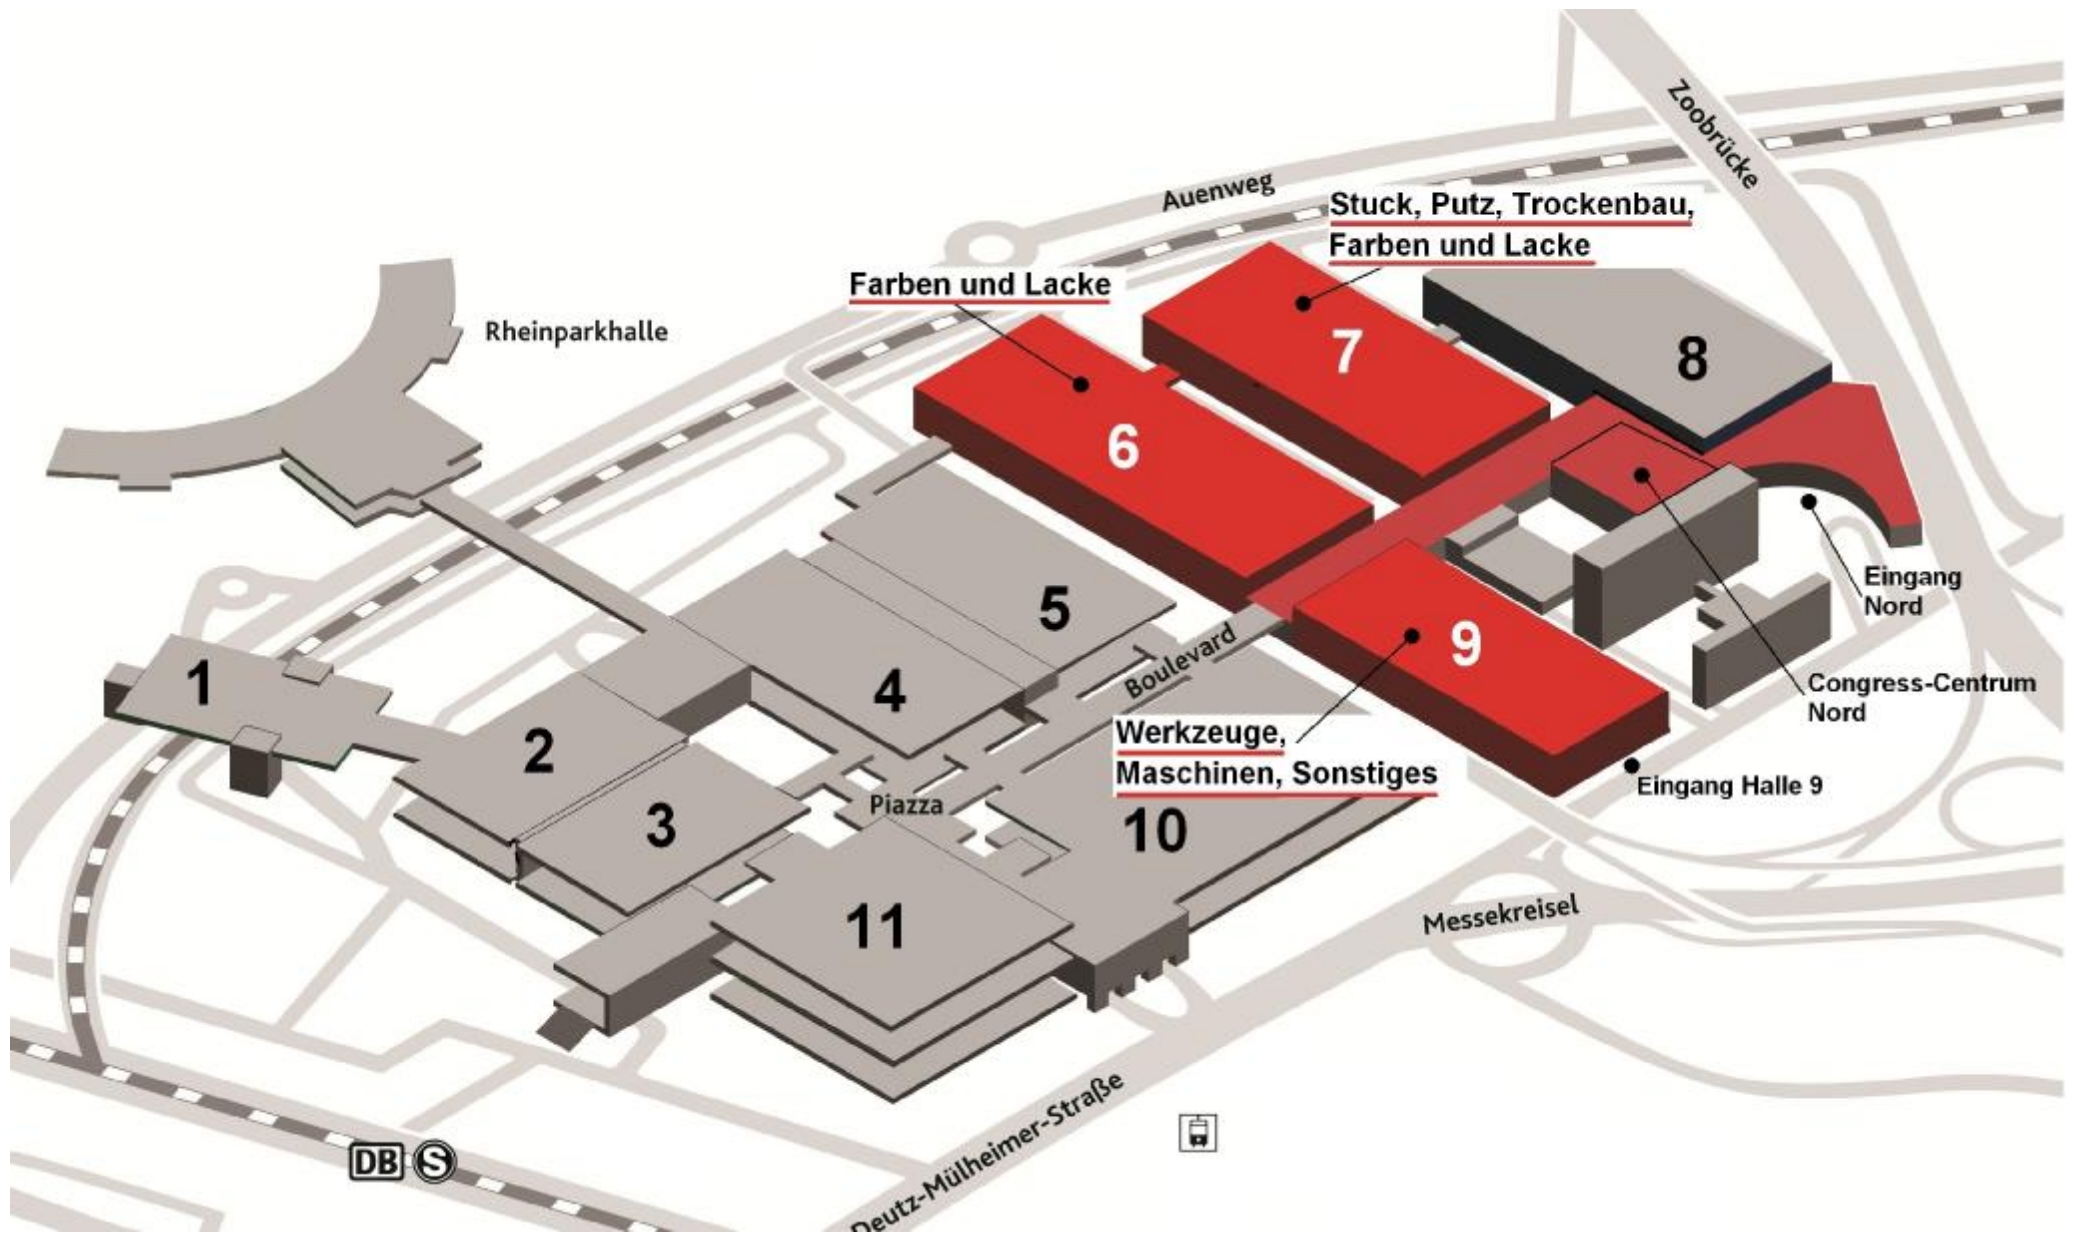 Zoobrücke
Auenweg
Stuck, Putz, Trockenbau,
Farben und Lacke
Farben und Lacke
Rheinparkhalle
7
8
6
Eingang
Nord
5
Boulevard
9
1
4
Congress-Centrum
Nord
2
Werkzeuge,
Maschinen, Sonstiges
Eingang Halle 9
Piazza
3
10
11
Messekreisel
Deutz-Mülheimer-Straße
DB S